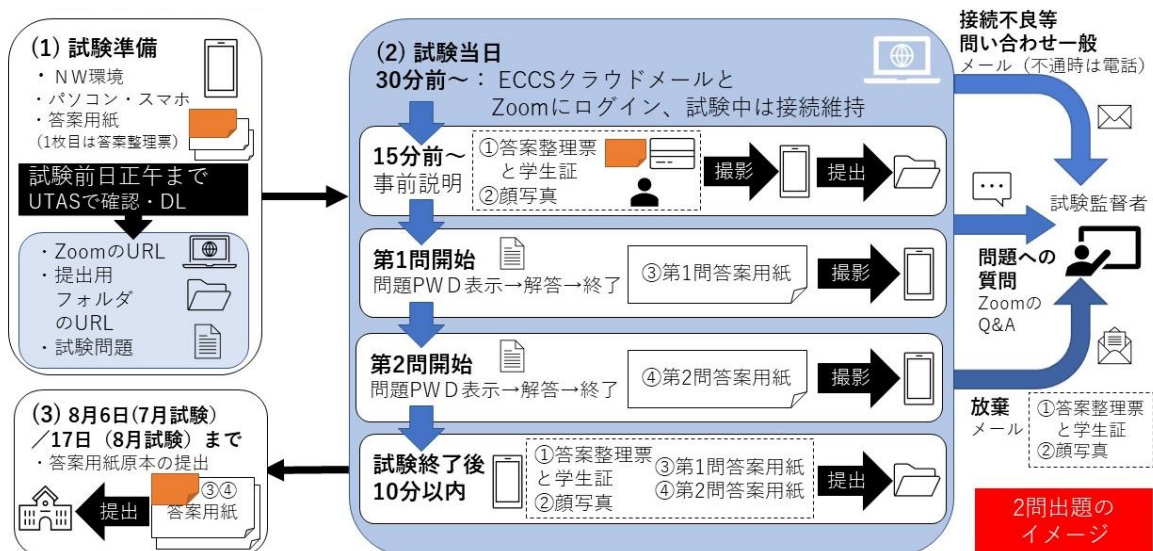 (1) 試験準備
・NW環境
・パソコン・スマホ
・答案用紙
(1枚目は答案整理票)
試験前日正午まで
UTASで確認・DL
・ZoomのURL
・提出用
フォルダ
のURL
・試験問題
(2) 試験当日
30分前~： ECCSクラウドメールと
Zoomにログイン、試験中は接続維持
15分前~
事前説明
①答案整理票
と学生証
②顔写真
撮影
提出
第1問開始
問題PWD表示→解答→終了
③第1問答案用紙
撮影
第2問開始
問題PWD表示→解答→終了
④第2問答案用紙
撮影
試験終了後
10分以内
①答案整理票
と学生証
②顔写真
③第1問答案用紙
④第2問答案用紙
提出
(3) 8月6日(7月試験)
／17日（8月試験）まで
・答案用紙原本の提出
提出
③④
答案用紙
接続不良等
問い合わせ一般
メール（不通時は電話）
試験監督者
問題への
質問
Zoomの
Q&A
放棄
メール
①答案整理票
と学生証
②顔写真
2問出題の
イメージ